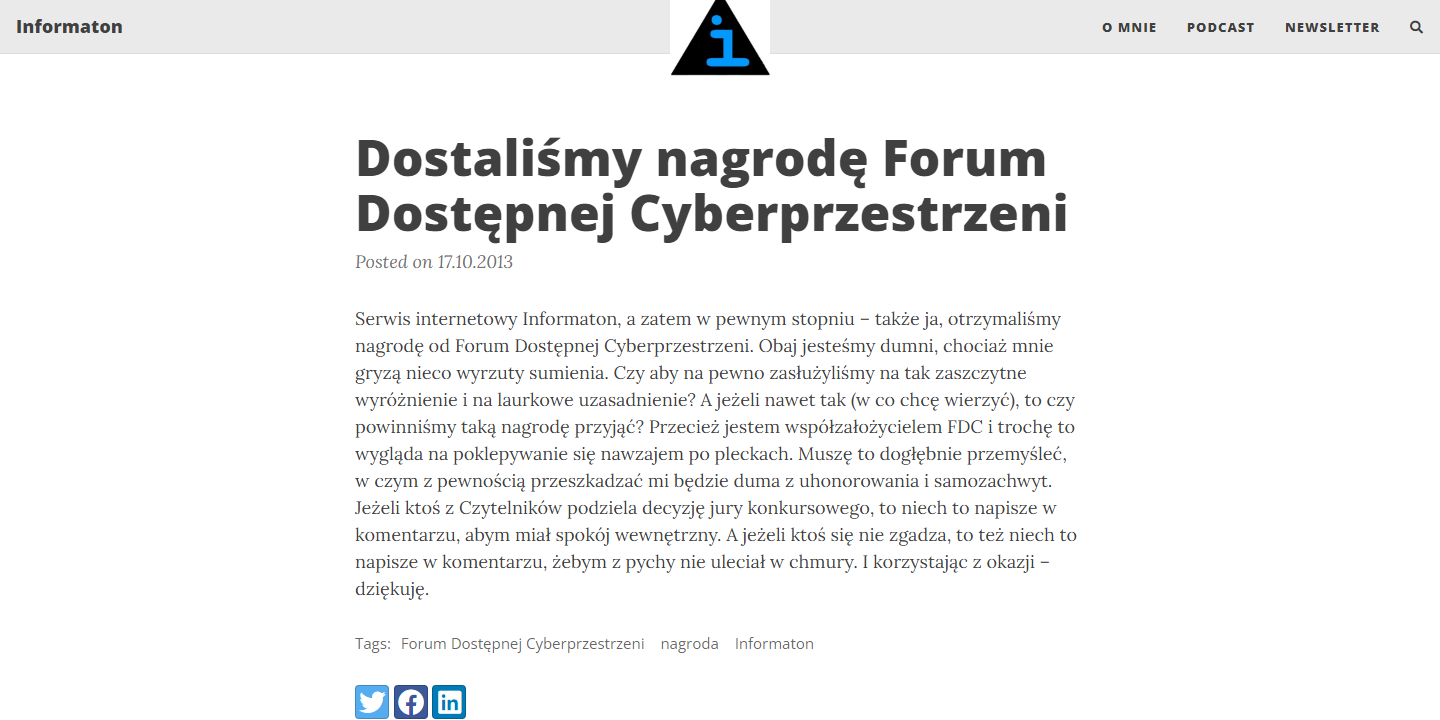 Informaton
i
O MNIE
PODCAST
NEWSLETTER
Dostaliśmy nagrodę Forum
Dostępnej Cyberprzestrzeni
Posted on 17.10.2013
Serwis internetowy Informaton, a zatem w pewnym stopniu – także ja, otrzymaliśmy
nagrodę od Forum Dostępnej Cyberprzestrzeni. Obaj jesteśmy dumni, chociaż mnie
gryzą nieco wyrzuty sumienia. Czy aby na pewno zasłużyliśmy na tak zaszczytne
wyróżnienie i na laurkowe uzasadnienie? A jeżeli nawet tak (w co chcę wierzyć), to czy
powinniśmy taką nagrodę przyjąć? Przecież jestem współzałożycielem FDC i trochę to
wygląda na poklepywanie się nawzajem po pleckach. Muszę to dogłębnie przemyśleć,
w czym z pewnością przeszkadzać mi będzie duma z uhonorowania i samozachwyt.
Jeżeli ktoś z Czytelników podziela decyzję jury konkursowego, to niech to napisze w
komentarzu, abym miał spokój wewnętrzny. A jeżeli ktoś się nie zgadza, to też niech to
napisze w komentarzu, żebym z pychy nie uleciał w chmury. I korzystając z okazji –
dziękuję.
Tags: Forum Dostępnej Cyberprzestrzeni nagroda Informaton
in